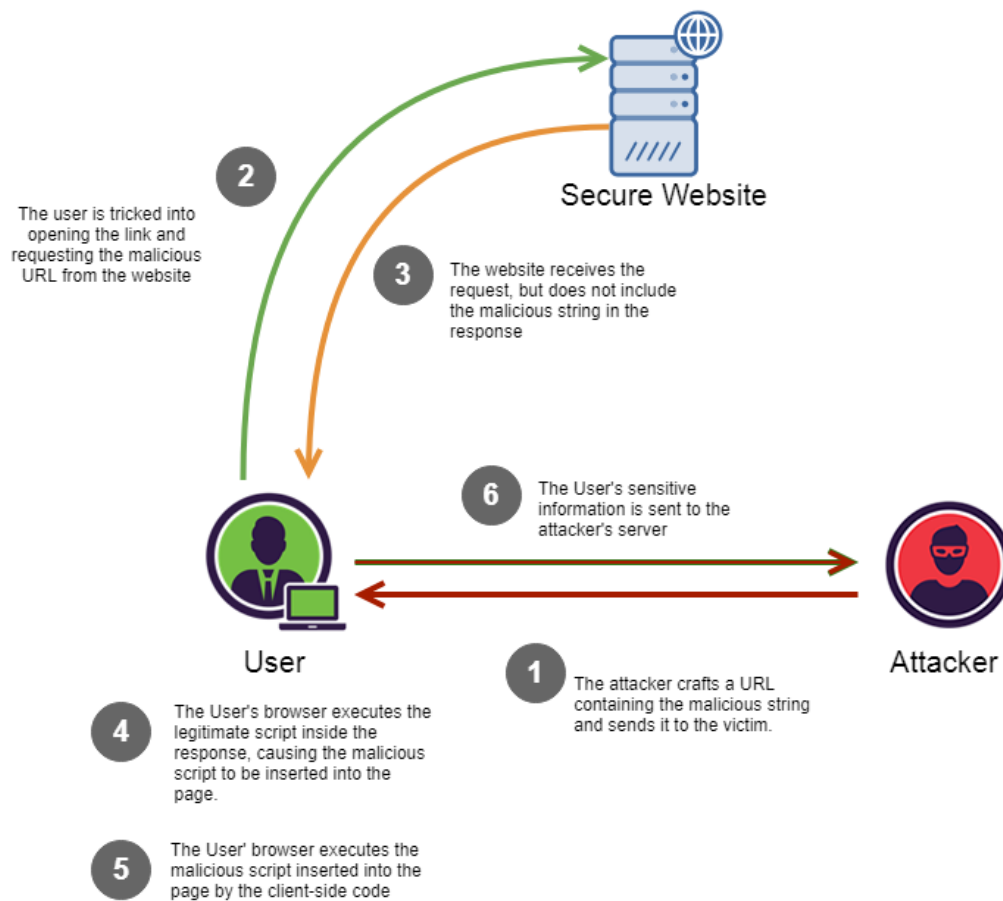 Secure Website
2
The user is tricked into
opening the link and
requesting the malicious
URL from the website
3
The website receives the
request, but does not include
the malicious string in the
response
6
The User's sensitive
information is sent to the
attacker's server
User
Attacker
1
The attacker crafts a URL
containing the malicious string
and sends it to the victim.
4
The User's browser executes the
legitimate script inside the
response, causing the malicious
script to be inserted into the
page.
5
The User' browser executes the
malicious script inserted into the
page by the client-side code